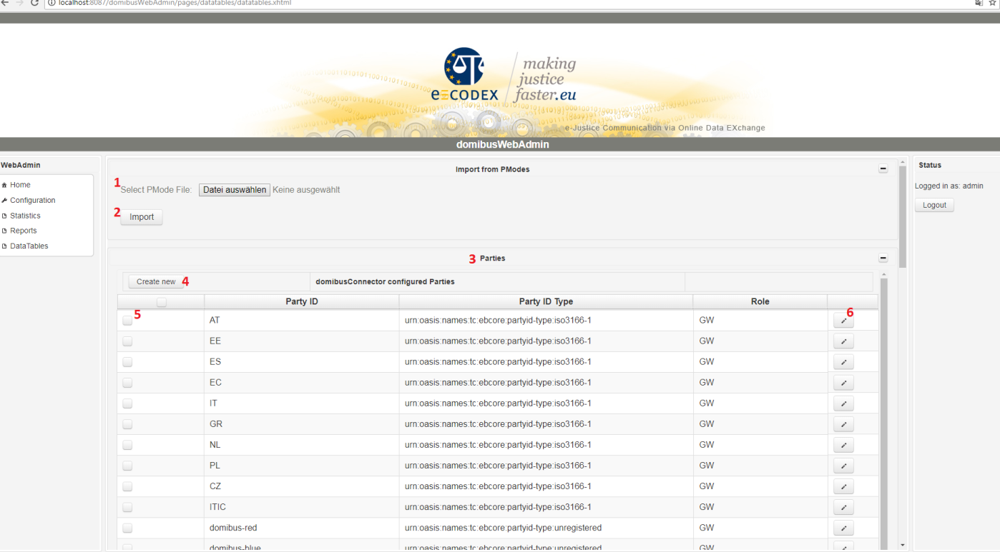 localhost:8087/domibusWebAdmin/pages/datatables/datatables.xhtml
e-CODEX
making
justice
faster.eu
e-Justice Communication via Online Data EXchange
domibusWebAdmin
WebAdmin
Home
Configuration
Statistics
Reports
DataTables
Import from PModes
1 Select PMode File: Datei auswählen Keine ausgewählt
2 Import
3 Parties
Create new 4 domibusConnector configured Parties
Party ID Party ID Type Role
5 AT urn:oasis:names:tc:ebcore:partyid-type:iso3166-1 GW 6
EE urn:oasis:names:tc:ebcore:partyid-type:iso3166-1 GW
ES urn:oasis:names:tc:ebcore:partyid-type:iso3166-1 GW
EC urn:oasis:names:tc:ebcore:partyid-type:iso3166-1 GW
IT urn:oasis:names:tc:ebcore:partyid-type:iso3166-1 GW
GR urn:oasis:names:tc:ebcore:partyid-type:iso3166-1 GW
NL urn:oasis:names:tc:ebcore:partyid-type:iso3166-1 GW
PL urn:oasis:names:tc:ebcore:partyid-type:iso3166-1 GW
CZ urn:oasis:names:tc:ebcore:partyid-type:iso3166-1 GW
ITIC urn:oasis:names:tc:ebcore:partyid-type:iso3166-1 GW
domibus-red urn:oasis:names:tc:ebcore:partyid-type:unregistered GW
domibus-blue urn:oasis:names:tc:ebcore:partyid-type:unregistered GW
Status
Logged in as: admin
Logout